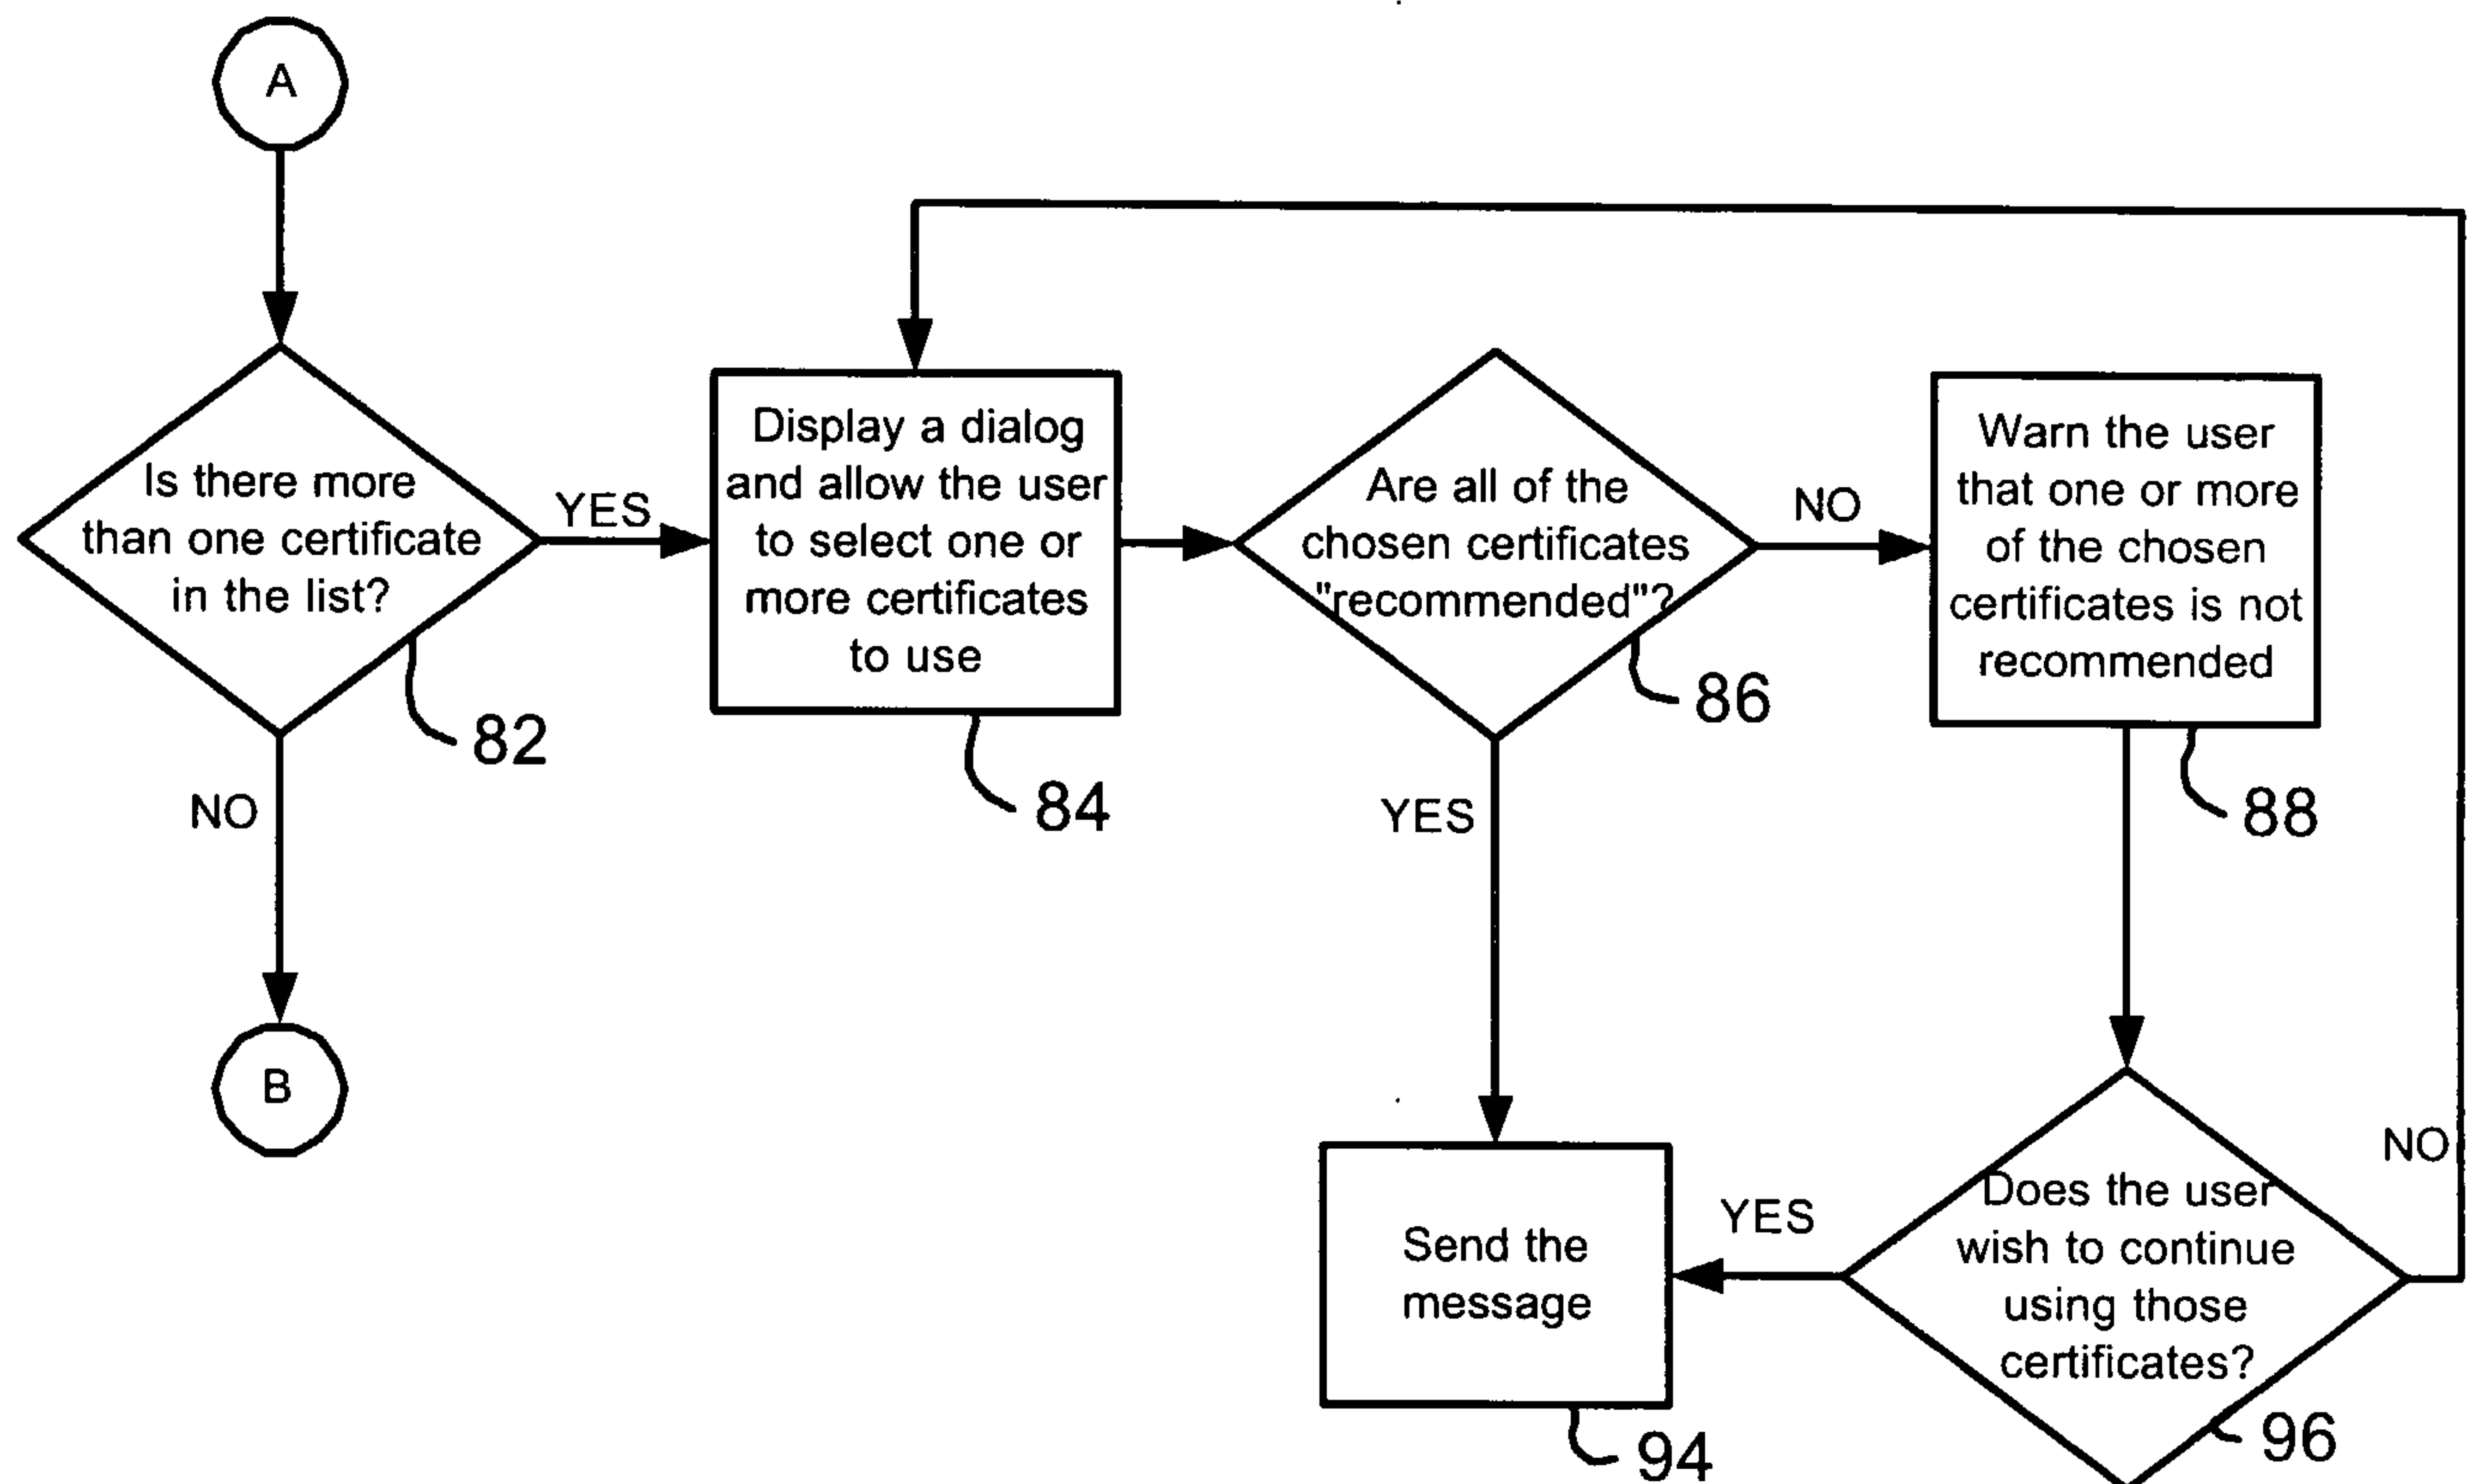 A
Is there more
than one certificate
in the list?
82
YES
NO
B
Display a dialog
and allow the user
to select one or
more certificates
to use
84
Are all of the
chosen certificates
"recommended"?
86
NO
YES
Warn the user
that one or more
of the chosen
certificates is not
recommended
88
Does the user
wish to continue
using those
certificates?
96
NO
YES
Send the
message
94